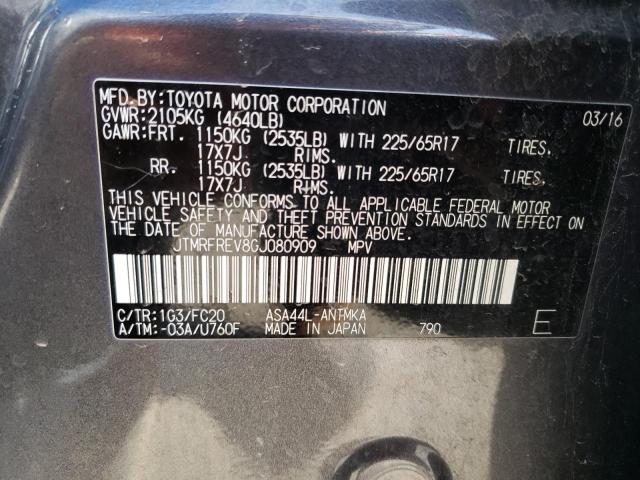 MFD. BY: TOYOTA MOTOR CORPORATION 03/16
GVWR: 2105KG (4640LB)
GAWR: FRT. 1150KG (2535LB) WITH 225/65R17 TIRES.
17X7J RIMS.
RR. 1150KG (2535LB) WITH 225/65R17 TIRES.
17X7J RIMS.
THIS VEHICLE CONFORMS TO ALL APPLICABLE FEDERAL MOTOR
VEHICLE SAFETY AND THEFT PREVENTION STANDARDS IN EFFECT ON
THE DATE OF MANUFACTURE SHOWN ABOVE.
JTMRFREV8GJ080909 MPV
C/TR: 1G3/FC20 ASA44L-ANTMKA
A/TM: -03A/U760F MADE IN JAPAN 790 E